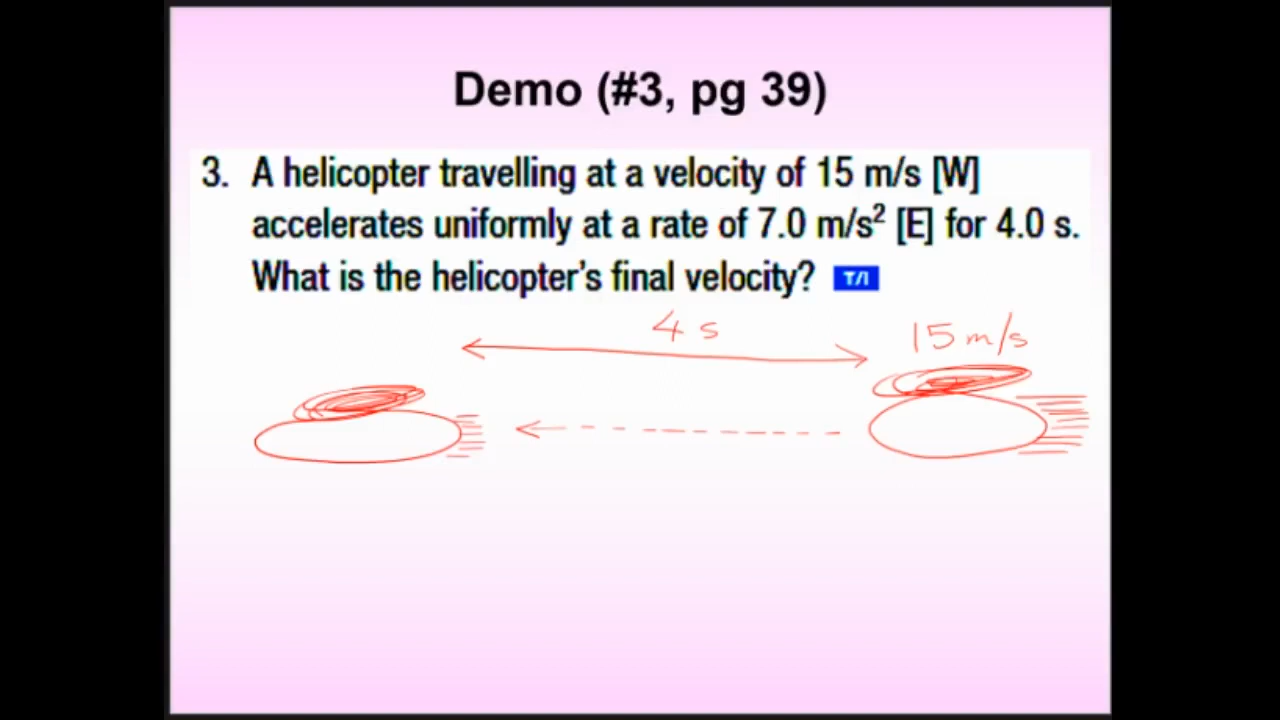 Demo (#3, pg 39)
3. A helicopter travelling at a velocity of 15 m/s [W]
accelerates uniformly at a rate of 7.0 m/s² [E] for 4.0 s.
What is the helicopter's final velocity? T/I
4 s
15 m/s